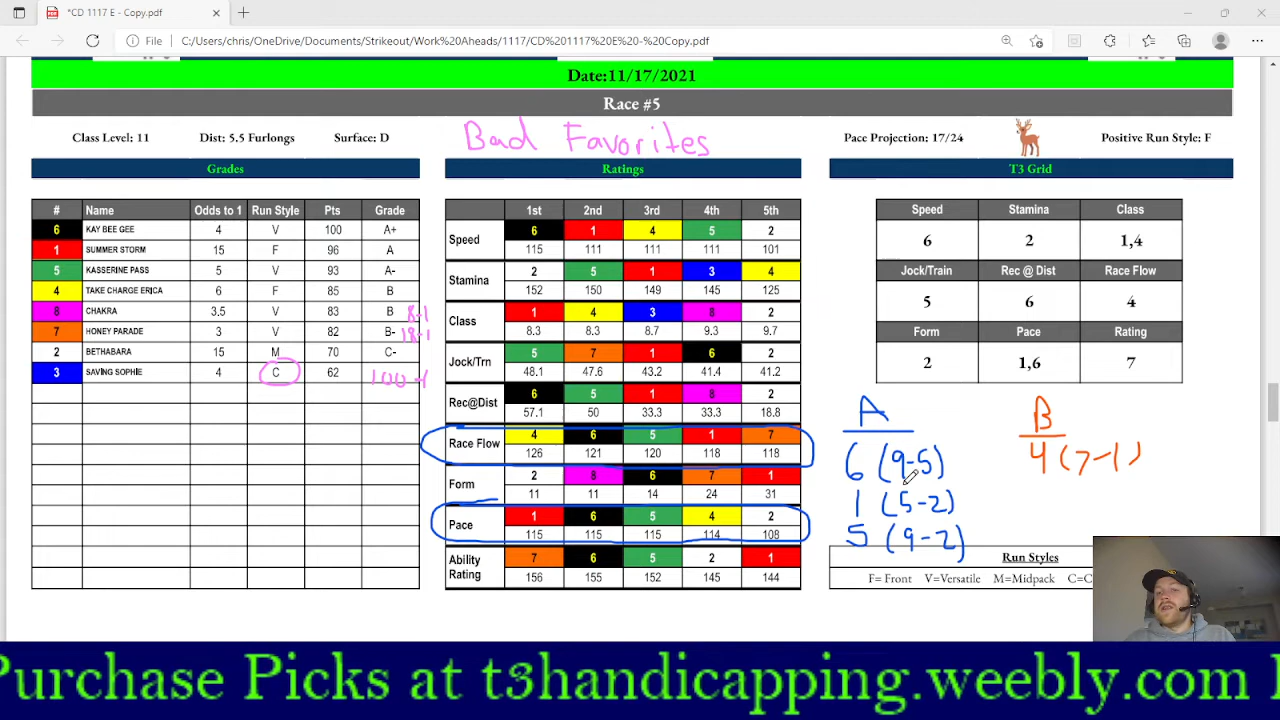 *CD 1117 E - Copy.pdf
File C:/Users/chris/OneDrive/Documents/Strikeout/Work%20Aheads/1117/CD%201117%20E%20-%20Copy.pdf
Date:11/17/2021
Race #5
Class Level: 11 Dist: 5.5 Furlongs Surface: D
Bad Favorites
Pace Projection: 17/24 Positive Run Style: F
Grades
# Name Odds to 1 Run Style Pts Grade
6 KAY BEE GEE 4 V 100 A+
1 SUMMER STORM 15 F 96 A
5 KASSERINE PASS 5 V 93 A-
4 TAKE CHARGE ERICA 6 F 85 B
8 CHAKRA 3.5 V 83 B 8-1
7 HONEY PARADE 3 V 82 B- 18-1
2 BETHABARA 15 M 70 C-
3 SAVING SOPHIE 4 C 62 100-1
Ratings
1st 2nd 3rd 4th 5th
Speed 6 1 4 5 2
115 111 111 111 101
Stamina 2 5 1 3 4
152 150 149 145 125
Class 1 4 3 8 2
8.3 8.3 8.7 9.3 9.7
Jock/Trn 5 7 1 6 2
48.1 47.6 43.2 41.4 41.2
Rec@Dist 6 5 1 8 2
57.1 50 33.3 33.3 18.8
Race Flow 4 6 5 1 7
126 121 120 118 118
Form 2 8 6 7 1
11 11 14 24 31
Pace 1 6 5 4 2
115 115 115 114 108
Ability Rating 7 6 5 2 1
156 155 152 145 144
T3 Grid
Speed Stamina Class
6 2 1,4
Jock/Train Rec @ Dist Race Flow
5 6 4
Form Pace Rating
2 1,6 7
A
6 (9-5)
1 (5-2)
5 (9-2)
B
4 (7-1)
Run Styles
F= Front V=Versatile M=Midpack C=C
Purchase Picks at t3handicapping.weebly.com